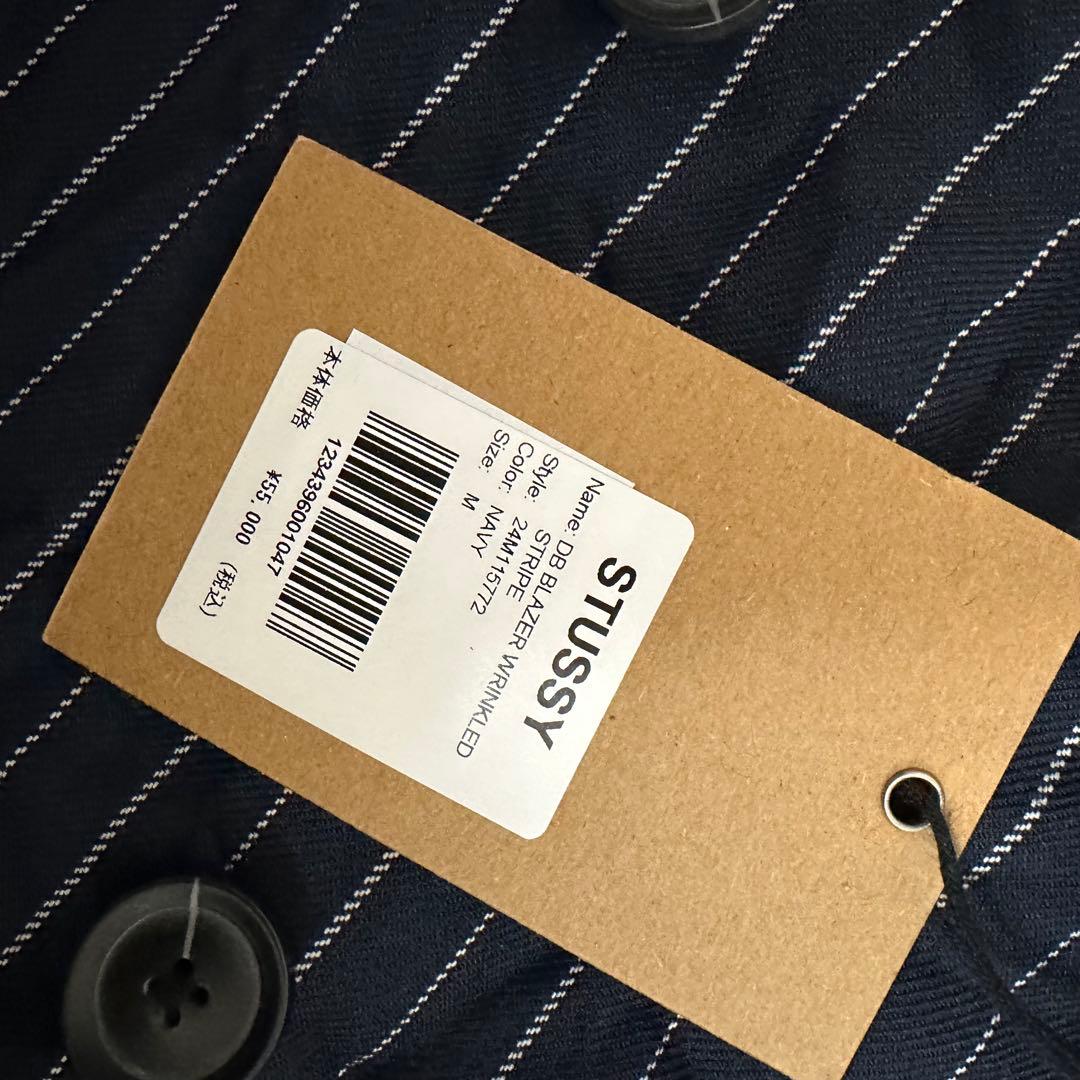 STUSSY
Name: DB BLAZER WRINKLED
STRIPE
Style: 24M115772
Color: NAVY
Size: M
1234396001047
本体価格 ¥55,000 (税込)